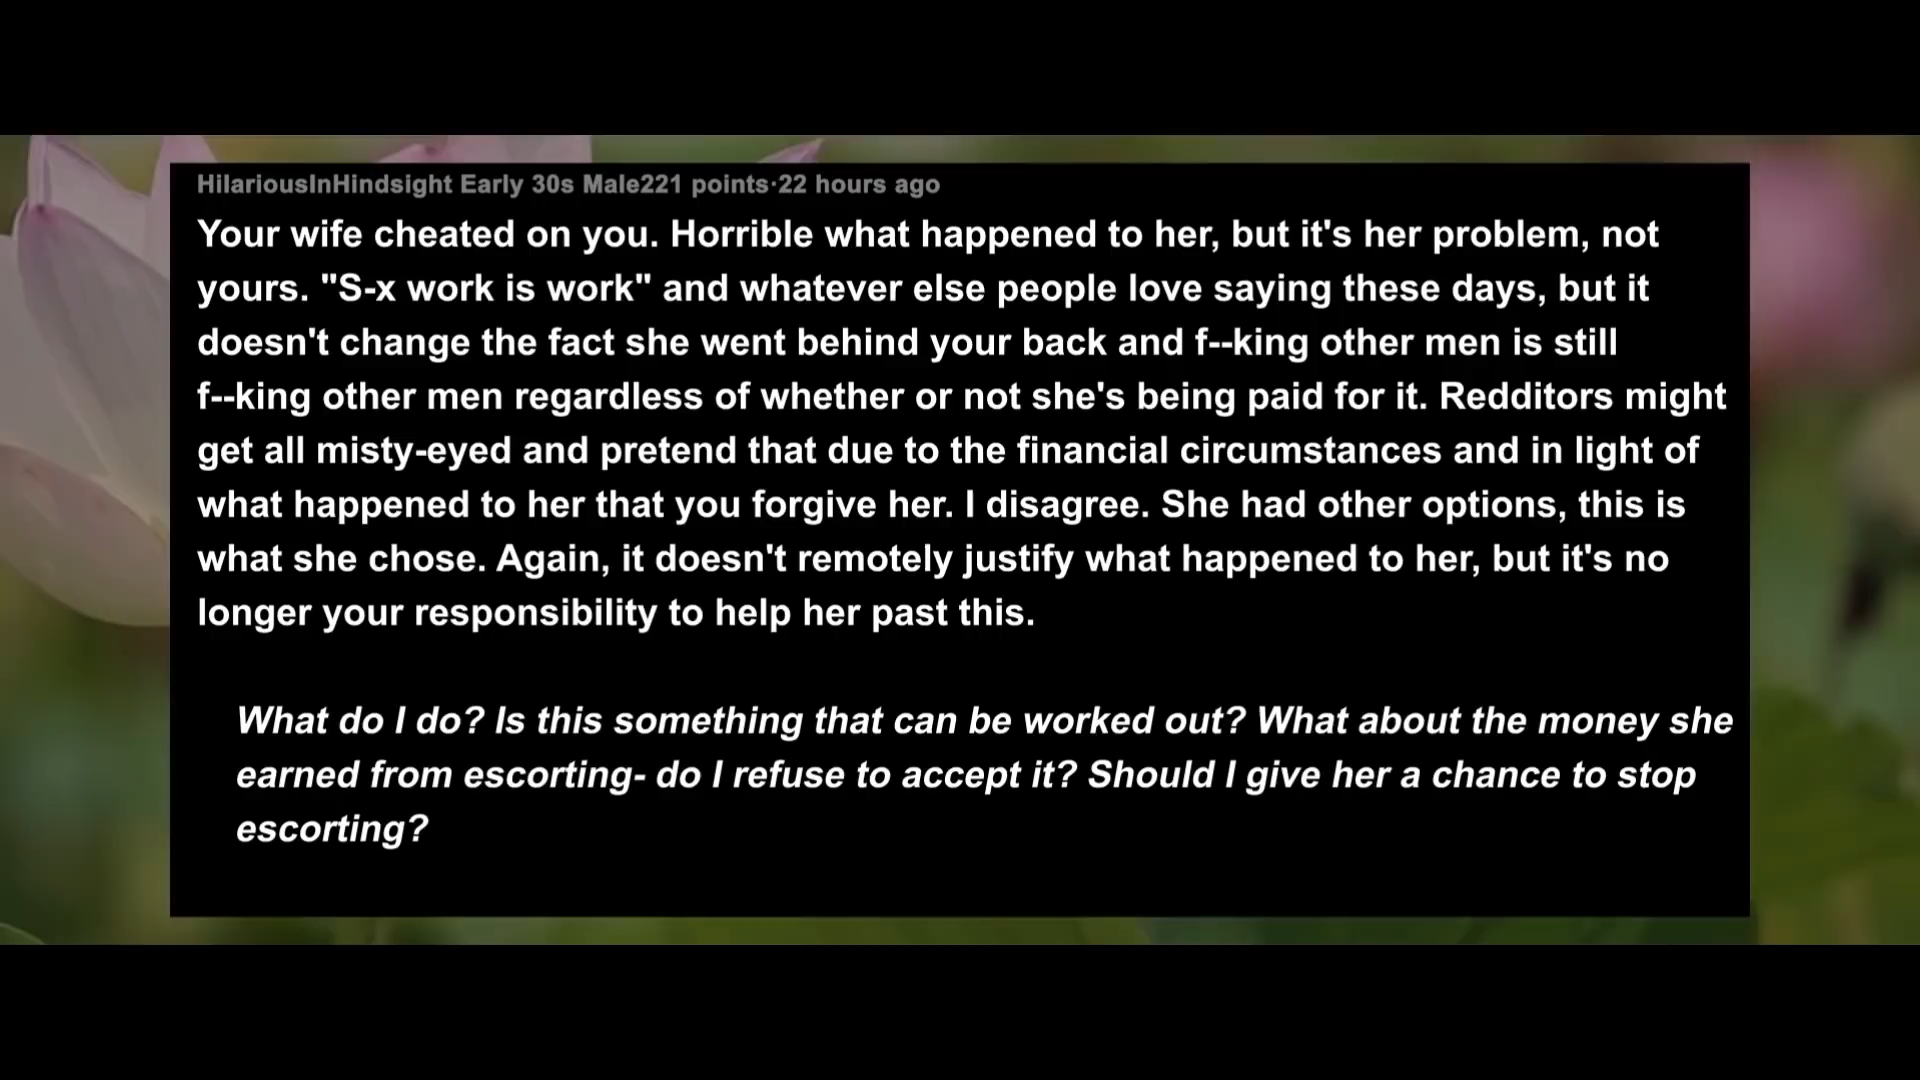 HilariousInHindsight Early 30s Male221 points·22 hours ago
Your wife cheated on you. Horrible what happened to her, but it's her problem, not
yours. "S-x work is work" and whatever else people love saying these days, but it
doesn't change the fact she went behind your back and f--king other men is still
f--king other men regardless of whether or not she's being paid for it. Redditors might
get all misty-eyed and pretend that due to the financial circumstances and in light of
what happened to her that you forgive her. I disagree. She had other options, this is
what she chose. Again, it doesn't remotely justify what happened to her, but it's no
longer your responsibility to help her past this.
What do I do? Is this something that can be worked out? What about the money she
earned from escorting- do I refuse to accept it? Should I give her a chance to stop
escorting?